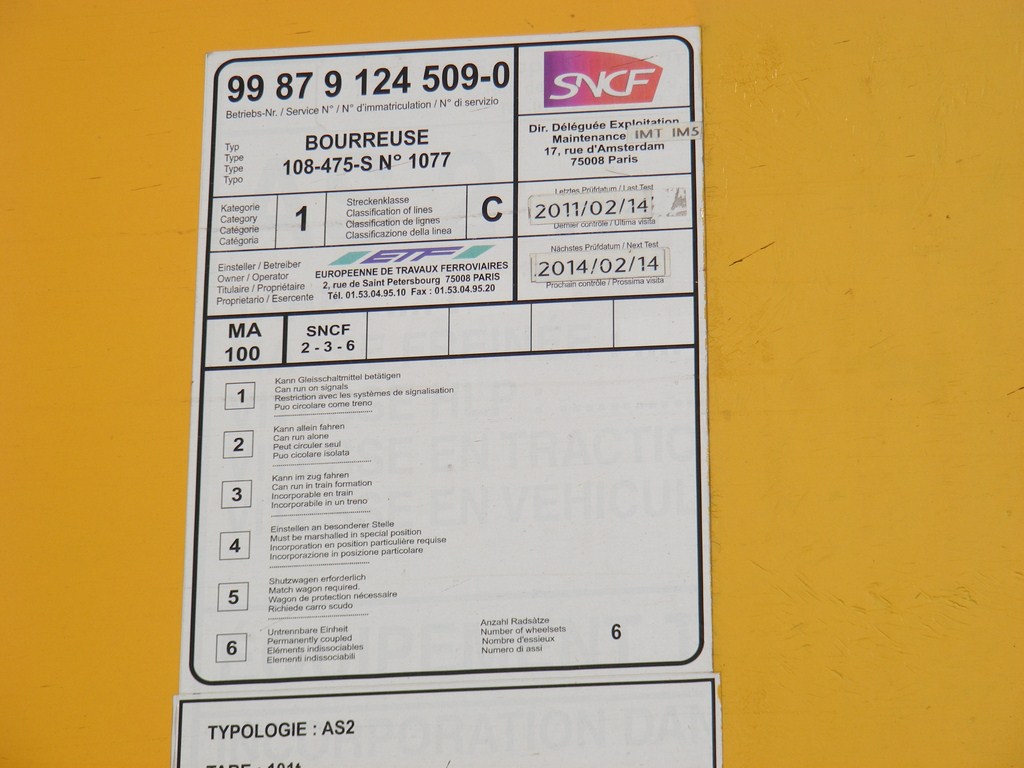 99 87 9 124 509-0
Betriebs-Nr. / Service N° / N° d'immatriculation / N° di servizio
Typ
Type
Type
Typo
BOURREUSE
108-475-S N° 1077
SNCF
Dir. Déléguée Exploitation
Maintenance IMT IM5
17, rue d'Amsterdam
75008 Paris
Kategorie
Category
Catégorie
Catégoria
1
Streckenklasse
Classification of lines
Classification de lignes
Classificazione della linea
C
Letztes Prüfdatum / Last Test
2011/02/14
Dernier contrôle / Ultima visita
Einsteller / Betreiber
Owner / Operator
Titulaire / Propriétaire
Proprietario / Esercente
ETF
EUROPEENNE DE TRAVAUX FERROVIAIRES
2, rue de Saint Petersbourg 75008 PARIS
Tél. 01.53.04.95.10 Fax : 01.53.04.95.20
Nächstes Prüfdatum / Next Test
2014/02/14
Prochain contrôle / Prossima visita
MA
100
SNCF
2 - 3 - 6
1
Kann Gleisschaltmittel betätigen
Can run on signals
Restriction avec les systèmes de signalisation
Puo circolare come treno
2
Kann allein fahren
Can run alone
Peut circuler seul
Puo cicolare isolata
3
Kann im zug fahren
Can run in train formation
Incorporable en train
Incorporabile in un treno
4
Einstellen an besonderer Stelle
Must be marshalled in special position
Incorporation en position particulière requise
Incorporazione in posizione particolare
5
Shutzwagen erforderlich
Match wagon required.
Wagon de protection nécessaire
Richiede carro scudo
6
Untrennbare Einheit
Permanently coupled
Eléments indissociables
Elementi indissociabili
Anzahl Radsätze
Number of wheelsets
Nombre d'essieux
Numero di assi
6
TYPOLOGIE : AS2